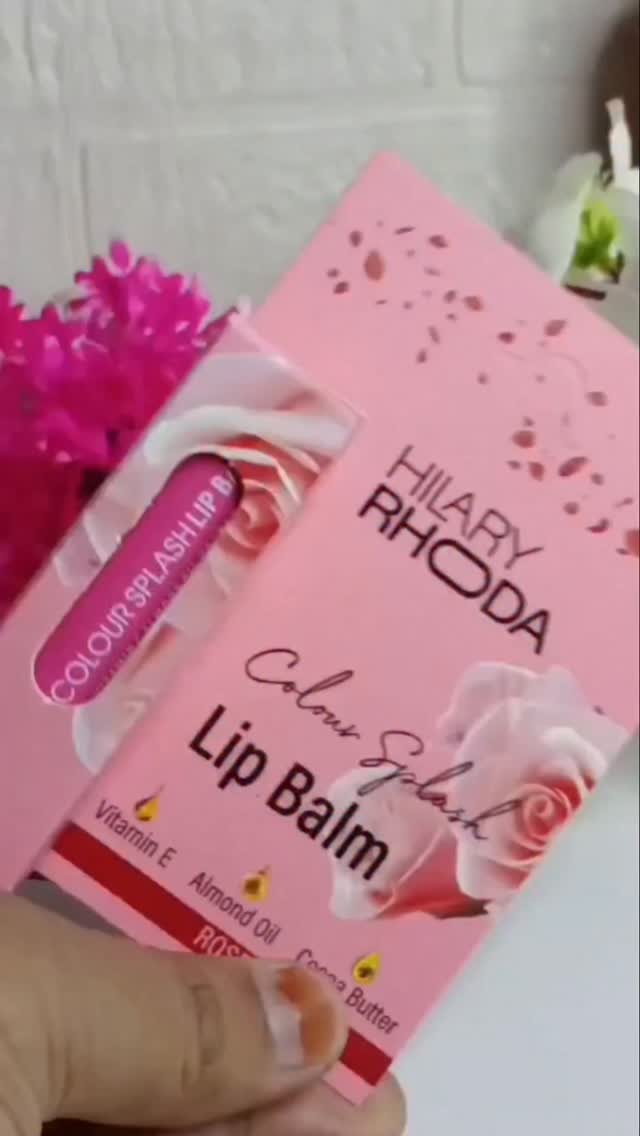 COLOUR SPLASH LIP B
HILARY
RHODA
Colour Splash
Lip Balm
Vitamin E
Almond Oil
Cocoa Butter